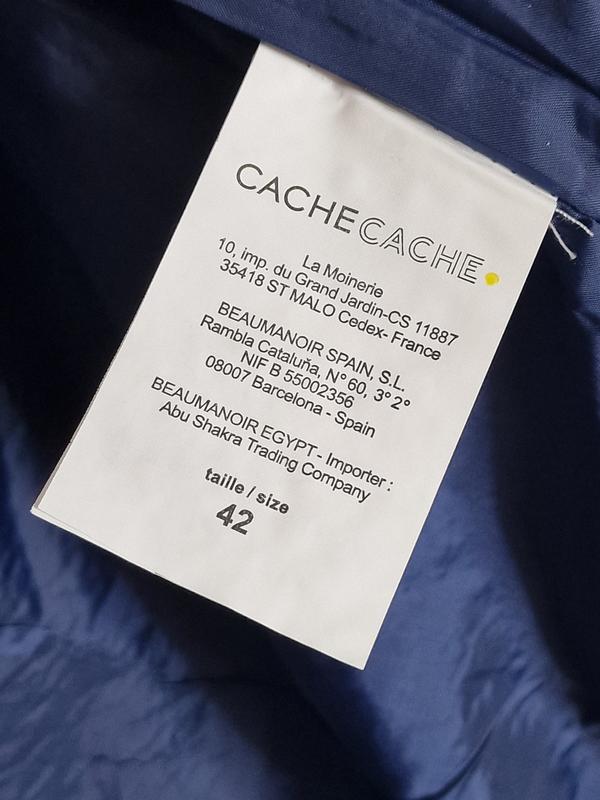 CACHECACHE.
La Moinerie
10, imp. du Grand Jardin-CS 11887
35418 ST MALO Cedex- France
BEAUMANOIR SPAIN, S.L.
Rambla Cataluña, N° 60, 3° 2°
NIF B 55002356
08007 Barcelona - Spain
BEAUMANOIR EGYPT - Importer :
Abu Shakra Trading Company
taille / size
42